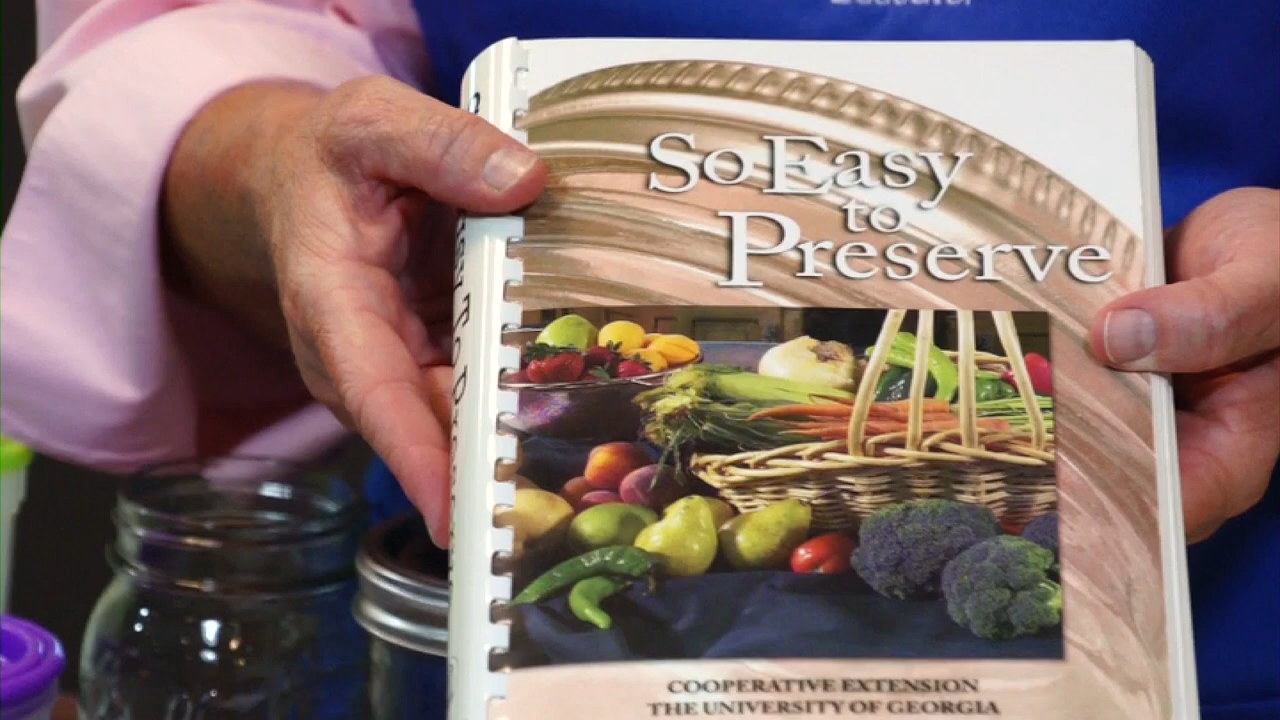 So Easy
to
Preserve
COOPERATIVE EXTENSION
THE UNIVERSITY OF GEORGIA